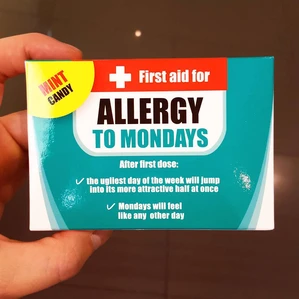 MINT
CANDY
First aid for
ALLERGY
TO MONDAYS
After first dose:
the ugliest day of the week will jump
into its more attractive half at once
Mondays will feel
like any other day